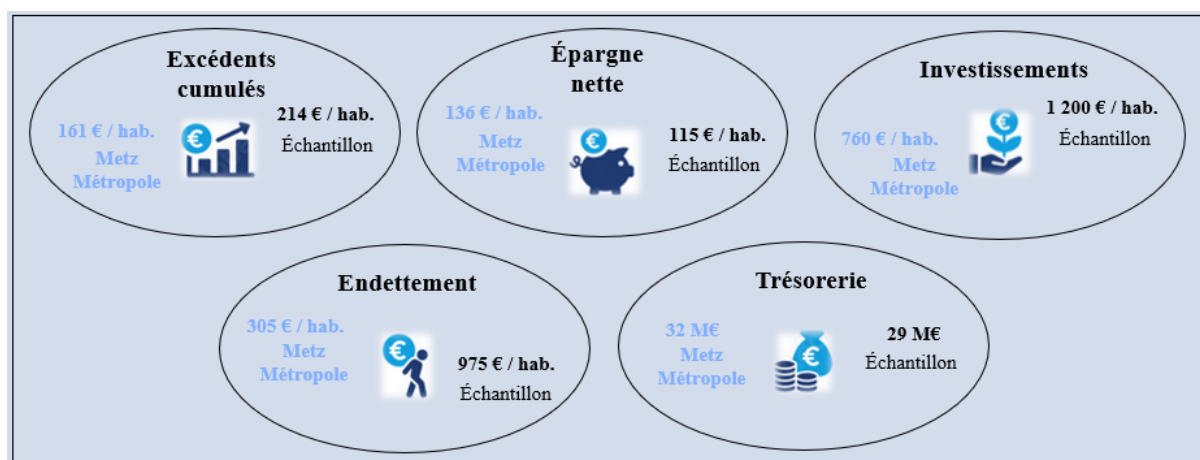 Excédents
cumulés
161 € / hab.
Metz
Métropole
214 € / hab.
Échantillon
Épargne
nette
136 € / hab.
Metz
Métropole
115 € / hab.
Échantillon
Investissements
760 € / hab.
Metz
Métropole
1 200 € / hab.
Échantillon
Endettement
305 € / hab.
Metz
Métropole
975 € / hab.
Échantillon
Trésorerie
32 M€
Metz
Métropole
29 M€
Échantillon